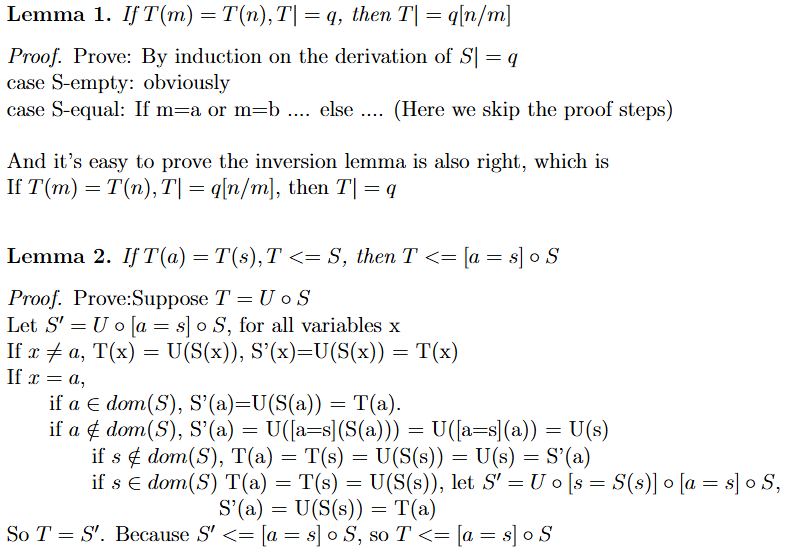 Lemma 1. If T(m) = T(n), T| = q, then T| = q[n/m]
Proof. Prove: By induction on the derivation of S| = q
case S-empty: obviously
case S-equal: If m=a or m=b .... else .... (Here we skip the proof steps)
And it's easy to prove the inversion lemma is also right, which is
If T(m) = T(n), T| = q[n/m], then T| = q
Lemma 2. If T(a) = T(s), T <= S, then T <= [a = s] ∘ S
Proof. Prove:Suppose T = U ∘ S
Let S′ = U ∘ [a = s] ∘ S, for all variables x
If x ≠ a, T(x) = U(S(x)), S'(x)=U(S(x)) = T(x)
If x = a,
if a ∈ dom(S), S'(a)=U(S(a)) = T(a).
if a ∉ dom(S), S'(a) = U([a=s](S(a))) = U([a=s](a)) = U(s)
if s ∉ dom(S), T(a) = T(s) = U(S(s)) = U(s) = S'(a)
if s ∈ dom(S) T(a) = T(s) = U(S(s)), let S′ = U ∘ [s = S(s)] ∘ [a = s] ∘ S,
S'(a) = U(S(s)) = T(a)
So T = S′. Because S′ <= [a = s] ∘ S, so T <= [a = s] ∘ S